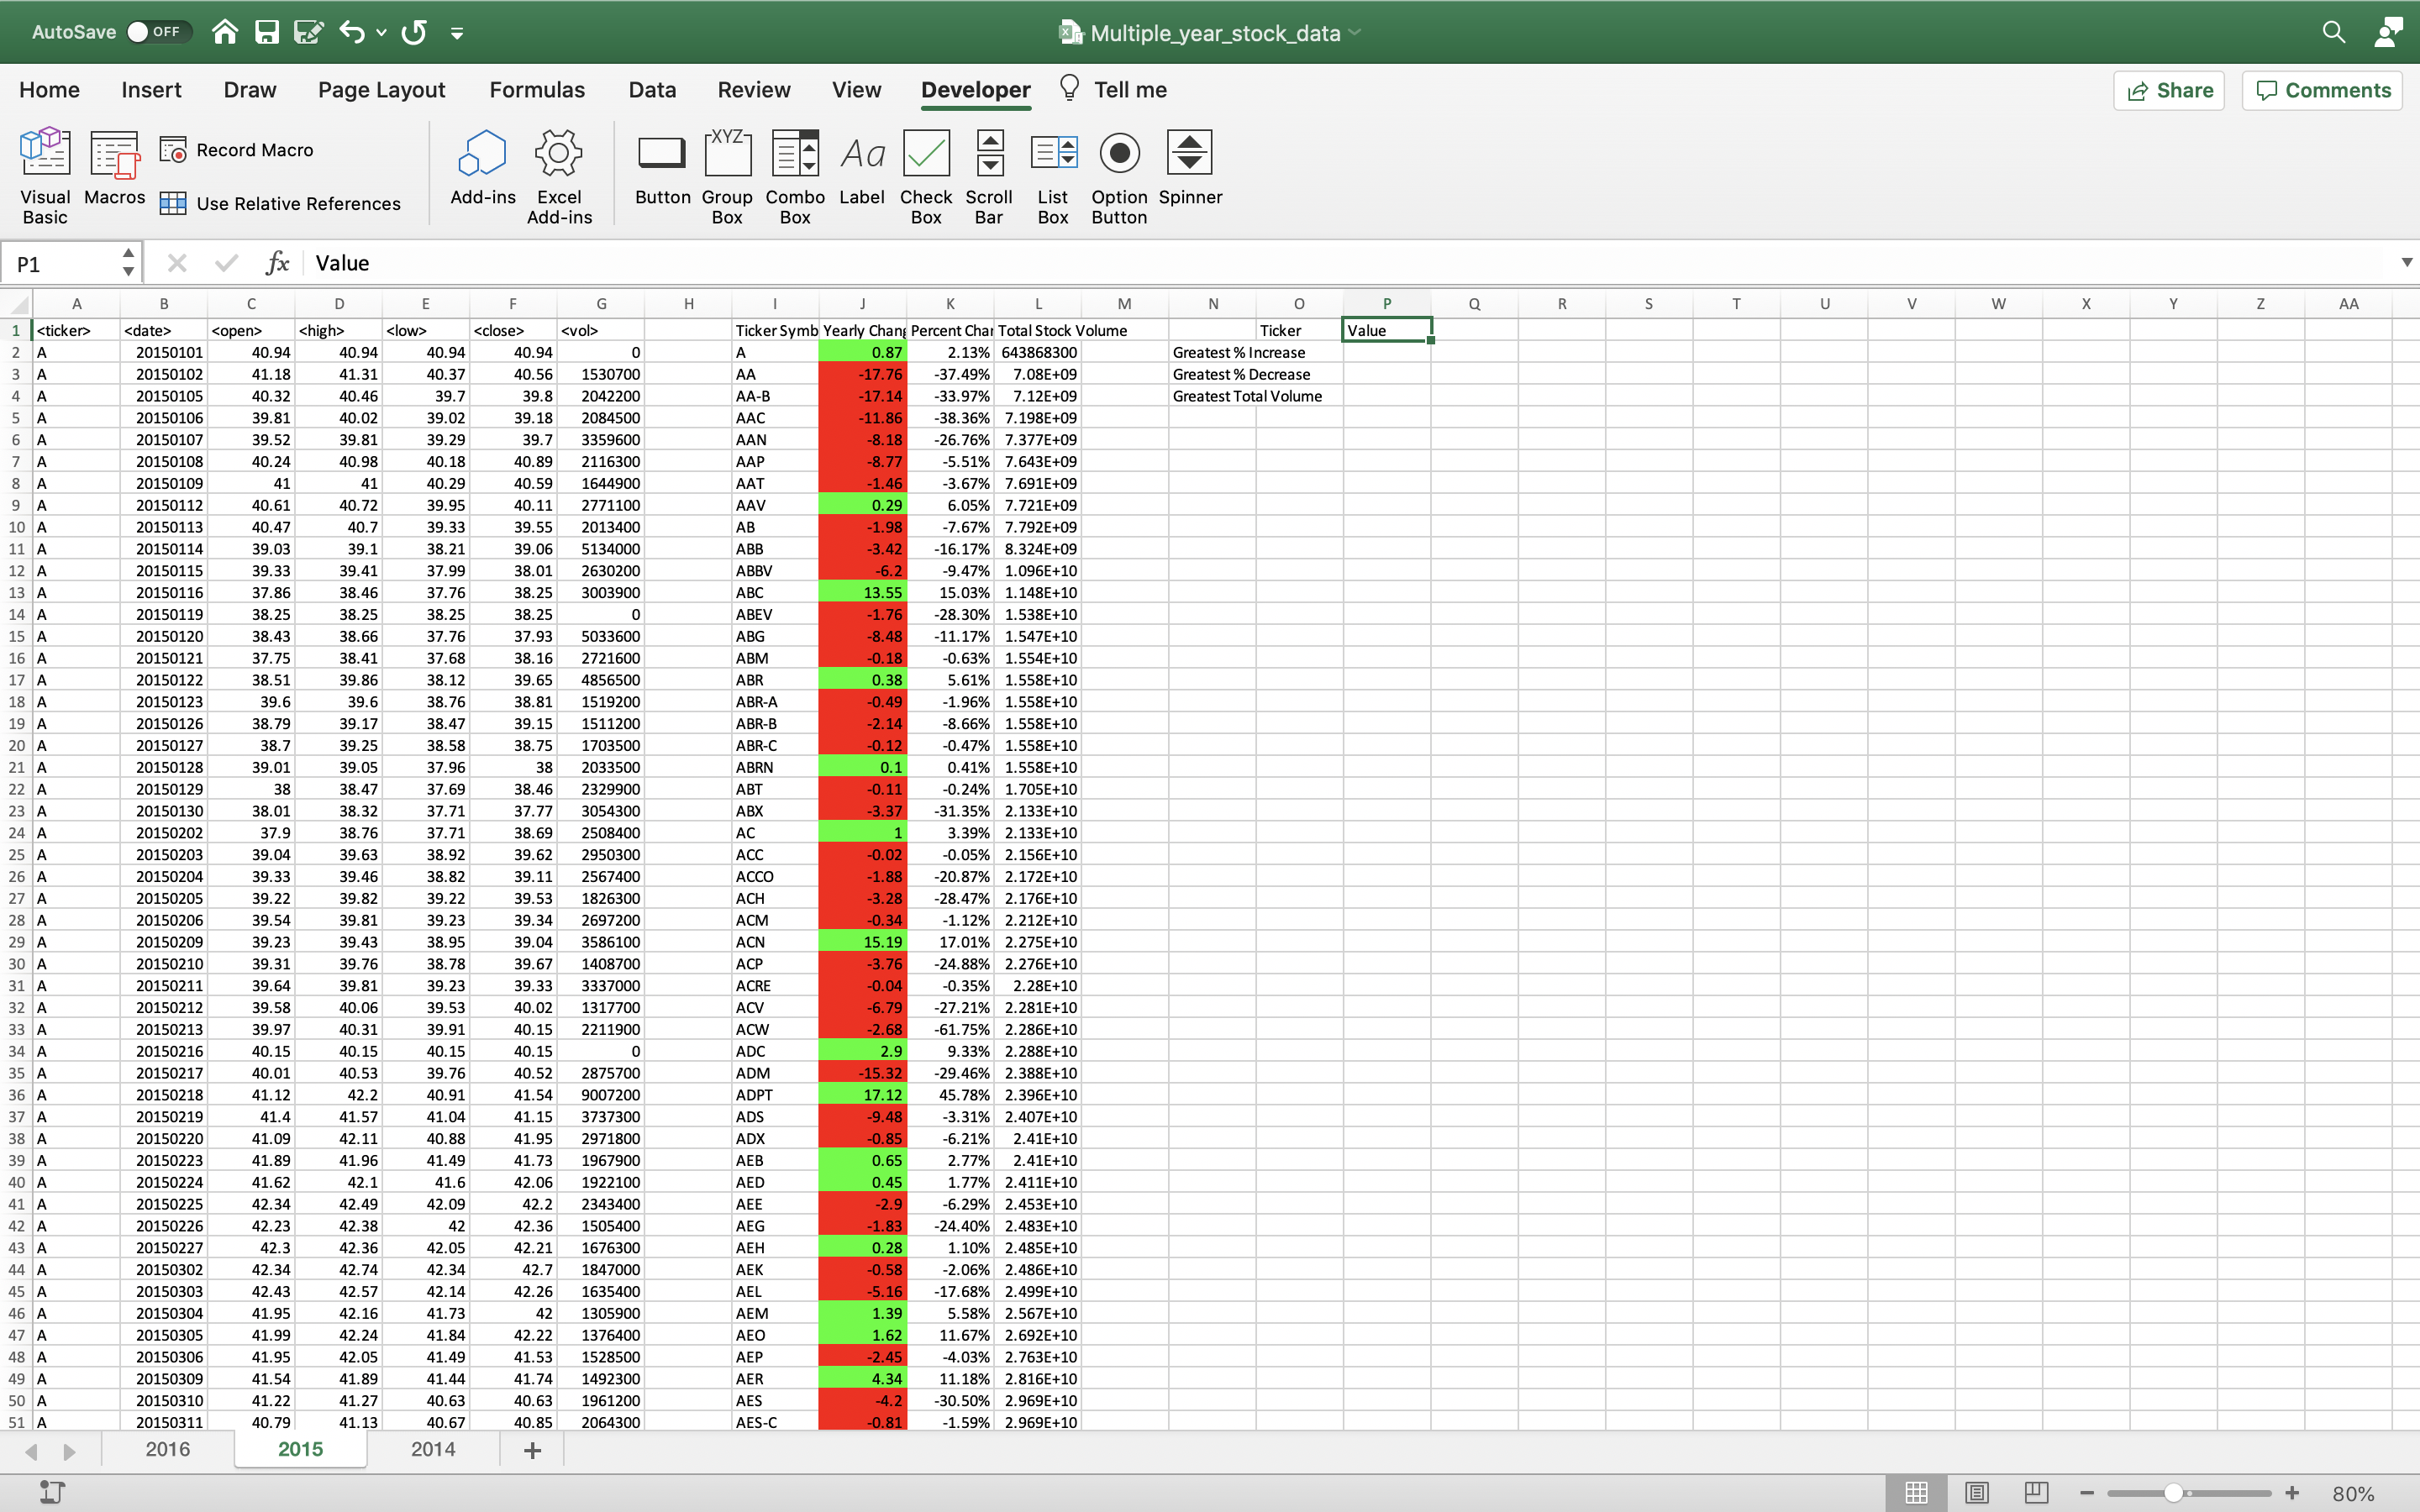 AutoSave OFF Multiple_year_stock_data
Home Insert Draw Page Layout Formulas Data Review View Developer Tell me Share Comments
Visual Basic Macros Record Macro Use Relative References Add-ins Excel Add-ins Button Group Box Combo Box Label Check Box Scroll Bar List Box Option Button Spinner
XYZ Aa
P1 fx Value
A B C D E F G H I J K L M N O P Q R S T U V W X Y Z AA
1 <ticker> <date> <open> <high> <low> <close> <vol> Ticker Symb Yearly Chang Percent Char Total Stock Volume Ticker Value
2 A 20150101 40.94 40.94 40.94 40.94 0 A 0.87 2.13% 643868300 Greatest % Increase
3 A 20150102 41.18 41.31 40.37 40.56 1530700 AA -17.76 -37.49% 7.08E+09 Greatest % Decrease
4 A 20150105 40.32 40.46 39.7 39.8 2042200 AA-B -17.14 -33.97% 7.12E+09 Greatest Total Volume
5 A 20150106 39.81 40.02 39.02 39.18 2084500 AAC -11.86 -38.36% 7.198E+09
6 A 20150107 39.52 39.81 39.29 39.7 3359600 AAN -8.18 -26.76% 7.377E+09
7 A 20150108 40.24 40.98 40.18 40.89 2116300 AAP -8.77 -5.51% 7.643E+09
8 A 20150109 41 41 40.29 40.59 1644900 AAT -1.46 -3.67% 7.691E+09
9 A 20150112 40.61 40.72 39.95 40.11 2771100 AAV 0.29 6.05% 7.721E+09
10 A 20150113 40.47 40.7 39.33 39.55 2013400 AB -1.98 -7.67% 7.792E+09
11 A 20150114 39.03 39.1 38.21 39.06 5134000 ABB -3.42 -16.17% 8.324E+09
12 A 20150115 39.33 39.41 37.99 38.01 2630200 ABBV -6.2 -9.47% 1.096E+10
13 A 20150116 37.86 38.46 37.76 38.25 3003900 ABC 13.55 15.03% 1.148E+10
14 A 20150119 38.25 38.25 38.25 38.25 0 ABEV -1.76 -28.30% 1.538E+10
15 A 20150120 38.43 38.66 37.76 37.93 5033600 ABG -8.48 -11.17% 1.547E+10
16 A 20150121 37.75 38.41 37.68 38.16 2721600 ABM -0.18 -0.63% 1.554E+10
17 A 20150122 38.51 39.86 38.12 39.65 4856500 ABR 0.38 5.61% 1.558E+10
18 A 20150123 39.6 39.6 38.76 38.81 1519200 ABR-A -0.49 -1.96% 1.558E+10
19 A 20150126 38.79 39.17 38.47 39.15 1511200 ABR-B -2.14 -8.66% 1.558E+10
20 A 20150127 38.7 39.25 38.58 38.75 1703500 ABR-C -0.12 -0.47% 1.558E+10
21 A 20150128 39.01 39.05 37.96 38 2033500 ABRN 0.1 0.41% 1.558E+10
22 A 20150129 38 38.47 37.69 38.46 2329900 ABT -0.11 -0.24% 1.705E+10
23 A 20150130 38.01 38.32 37.71 37.77 3054300 ABX -3.37 -31.35% 2.133E+10
24 A 20150202 37.9 38.76 37.71 38.69 2508400 AC 1 3.39% 2.133E+10
25 A 20150203 39.04 39.63 38.92 39.62 2950300 ACC -0.02 -0.05% 2.156E+10
26 A 20150204 39.33 39.46 38.82 39.11 2567400 ACCO -1.88 -20.87% 2.172E+10
27 A 20150205 39.22 39.82 39.22 39.53 1826300 ACH -3.28 -28.47% 2.176E+10
28 A 20150206 39.54 39.81 39.23 39.34 2697200 ACM -0.34 -1.12% 2.212E+10
29 A 20150209 39.23 39.43 38.95 39.04 3586100 ACN 15.19 17.01% 2.275E+10
30 A 20150210 39.31 39.76 38.78 39.67 1408700 ACP -3.76 -24.88% 2.276E+10
31 A 20150211 39.64 39.81 39.23 39.33 3337000 ACRE -0.04 -0.35% 2.28E+10
32 A 20150212 39.58 40.06 39.53 40.02 1317700 ACV -6.79 -27.21% 2.281E+10
33 A 20150213 39.97 40.31 39.91 40.15 2211900 ACW -2.68 -61.75% 2.286E+10
34 A 20150216 40.15 40.15 40.15 40.15 0 ADC 2.9 9.33% 2.288E+10
35 A 20150217 40.01 40.53 39.76 40.52 2875700 ADM -15.32 -29.46% 2.388E+10
36 A 20150218 41.12 42.2 40.91 41.54 9007200 ADPT 17.12 45.78% 2.396E+10
37 A 20150219 41.4 41.57 41.04 41.15 3737300 ADS -9.48 -3.31% 2.407E+10
38 A 20150220 41.09 42.11 40.88 41.95 2971800 ADX -0.85 -6.21% 2.41E+10
39 A 20150223 41.89 41.96 41.49 41.73 1967900 AEB 0.65 2.77% 2.41E+10
40 A 20150224 41.62 42.1 41.6 42.06 1922100 AED 0.45 1.77% 2.411E+10
41 A 20150225 42.34 42.49 42.09 42.2 2343400 AEE -2.9 -6.29% 2.453E+10
42 A 20150226 42.23 42.38 42 42.36 1505400 AEG -1.83 -24.40% 2.483E+10
43 A 20150227 42.3 42.36 42.05 42.21 1676300 AEH 0.28 1.10% 2.485E+10
44 A 20150302 42.34 42.74 42.34 42.7 1847000 AEK -0.58 -2.06% 2.486E+10
45 A 20150303 42.43 42.57 42.14 42.26 1635400 AEL -5.16 -17.68% 2.499E+10
46 A 20150304 41.95 42.16 41.73 42 1305900 AEM 1.39 5.58% 2.567E+10
47 A 20150305 41.99 42.24 41.84 42.22 1376400 AEO 1.62 11.67% 2.692E+10
48 A 20150306 41.95 42.05 41.49 41.53 1528500 AEP -2.45 -4.03% 2.763E+10
49 A 20150309 41.54 41.89 41.44 41.74 1492300 AER 4.34 11.18% 2.816E+10
50 A 20150310 41.22 41.27 40.63 40.63 1961200 AES -4.2 -30.50% 2.969E+10
51 A 20150311 40.79 41.13 40.67 40.85 2064300 AES-C -0.81 -1.59% 2.969E+10
2016 2015 2014 +
80%